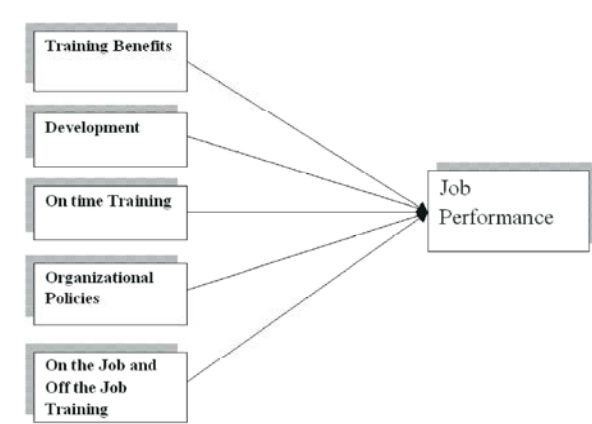 Training Benefits
Development
On time Training
Organizational
Policies
On the Job and
Off the Job
Training
Job
Performance